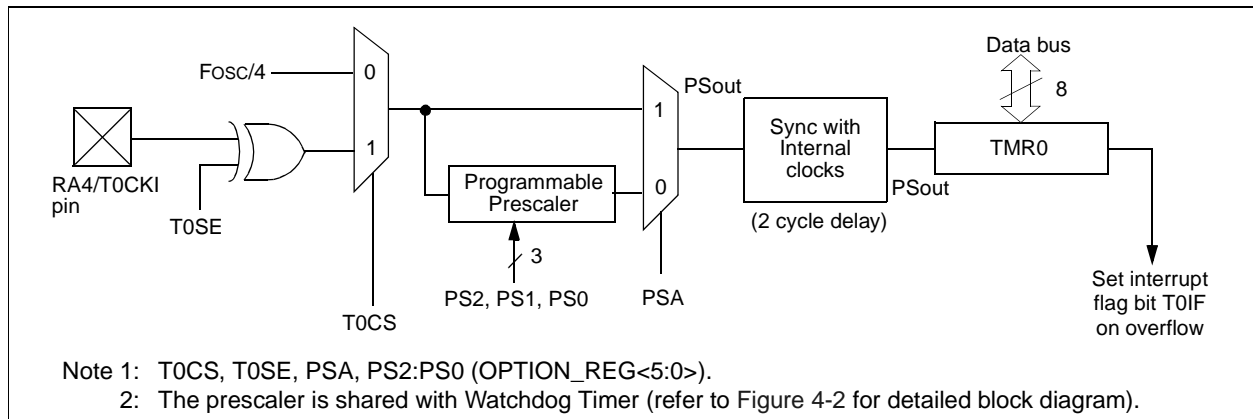 Data bus
8
FOSC/4
0
1
PSout
1
0
Sync with
Internal
clocks
(2 cycle delay)
TMR0
PSout
RA4/T0CKI
pin
T0SE
Programmable
Prescaler
3
PS2, PS1, PS0
PSA
T0CS
Set interrupt
flag bit T0IF
on overflow
Note 1: T0CS, T0SE, PSA, PS2:PS0 (OPTION_REG<5:0>).
2: The prescaler is shared with Watchdog Timer (refer to Figure 4-2 for detailed block diagram).